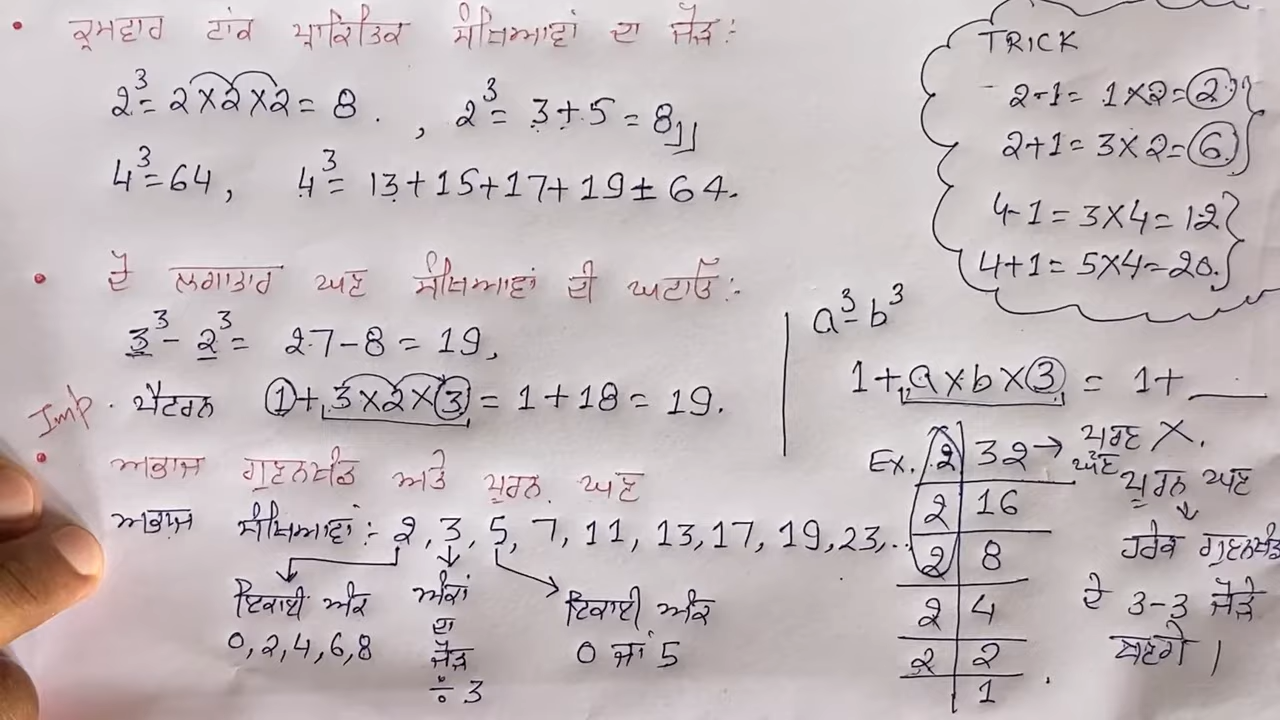 • ਕ੍ਰਮਵਾਰ ਟਾਂਕ ਪ੍ਰਾਕਿਰਤਿਕ ਸੰਖਿਆਵਾਂ ਦਾ ਜੋੜ :-
2³ = 2×2×2 = 8 . , 2³ = 3+5 = 8
4³ = 64, 4³ = 13+15+17+19 = 64.
TRICK
2-1 = 1×2 = 2
2+1 = 3×2 = 6
4-1 = 3×4 = 12
4+1 = 5×4 = 20.
• ਦੋ ਲਗਾਤਾਰ ਘਣ ਸੰਖਿਆਵਾਂ ਦੀ ਘਟਾਓ :-
3³ - 2³ = 27-8 = 19,
Imp . ਪੈਟਰਨ 1+3×2×3 = 1+18 = 19.
a³-b³
1+a×b×3 = 1+ ____
• ਅਭਾਜ ਗੁਣਨਖੰਡ ਅਤੇ ਪੂਰਨ ਘਣ
ਅਭਾਜ ਸੰਖਿਆਵਾਂ :- 2, 3, 5, 7, 11, 13, 17, 19, 23, ..
ਇਕਾਈ ਅੰਕ
0, 2, 4, 6, 8
ਅੰਕਾਂ
ਦਾ
ਜੋੜ
÷ 3
ਇਕਾਈ ਅੰਕ
0 ਜਾਂ 5
Ex. 2 | 32 →
2 | 16
2 | 8
2 | 4
2 | 2
| 1 .
ਘਣ X.
ਪੂਰਨ ਘਣ
↓
ਹਰੇਕ ਗੁਣਨਖੰਡ
ਦੇ 3-3 ਜੋੜੇ
ਬਣਗੇ ।